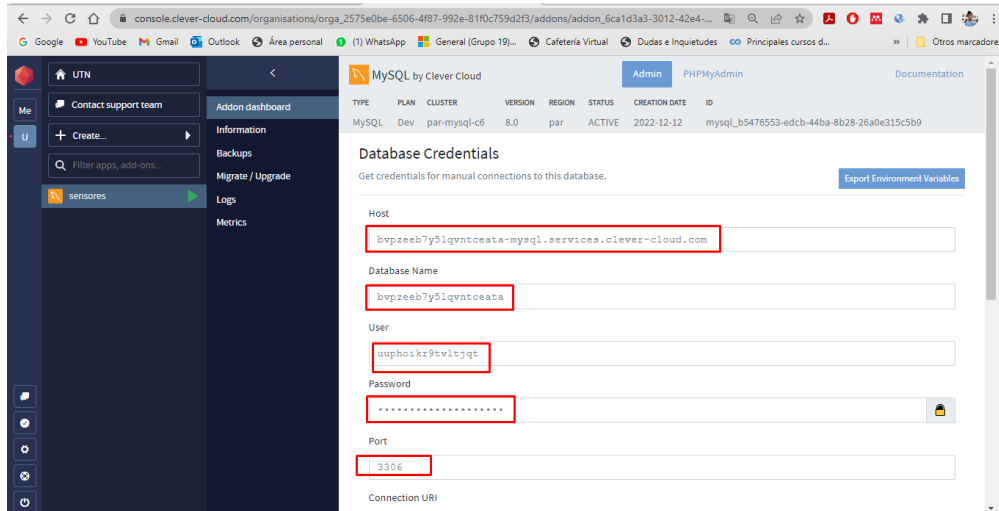 console.clever-cloud.com/organisations/orga_2575e0be-6506-4f87-992e-81f0c759d2f3/addons/addon_6ca1d3a3-3012-42e4-...
Google YouTube Gmail Outlook Área personal (1) WhatsApp General (Grupo 19)... Cafetería Virtual Dudas e Inquietudes Principales cursos d... » Otros marcadores
UTN
Me
U
Contact support team
Create...
Filter apps, add-ons...
sensores
Addon dashboard
Information
Backups
Migrate / Upgrade
Logs
Metrics
MySQL by Clever Cloud Admin PHPMyAdmin Documentation
TYPE PLAN CLUSTER VERSION REGION STATUS CREATION DATE ID
MySQL Dev par-mysql-c6 8.0 par ACTIVE 2022-12-12 mysql_b5476553-edcb-44ba-8b28-26a0e315c5b9
Database Credentials
Get credentials for manual connections to this database.
Export Environment Variables
Host
bvpzeeb7y5lqvntceata-mysql.services.clever-cloud.com
Database Name
bvpzeeb7y5lqvntceata
User
uuphoikr9tvltjqt
Password
••••••••••••••••••••
Port
3306
Connection URI